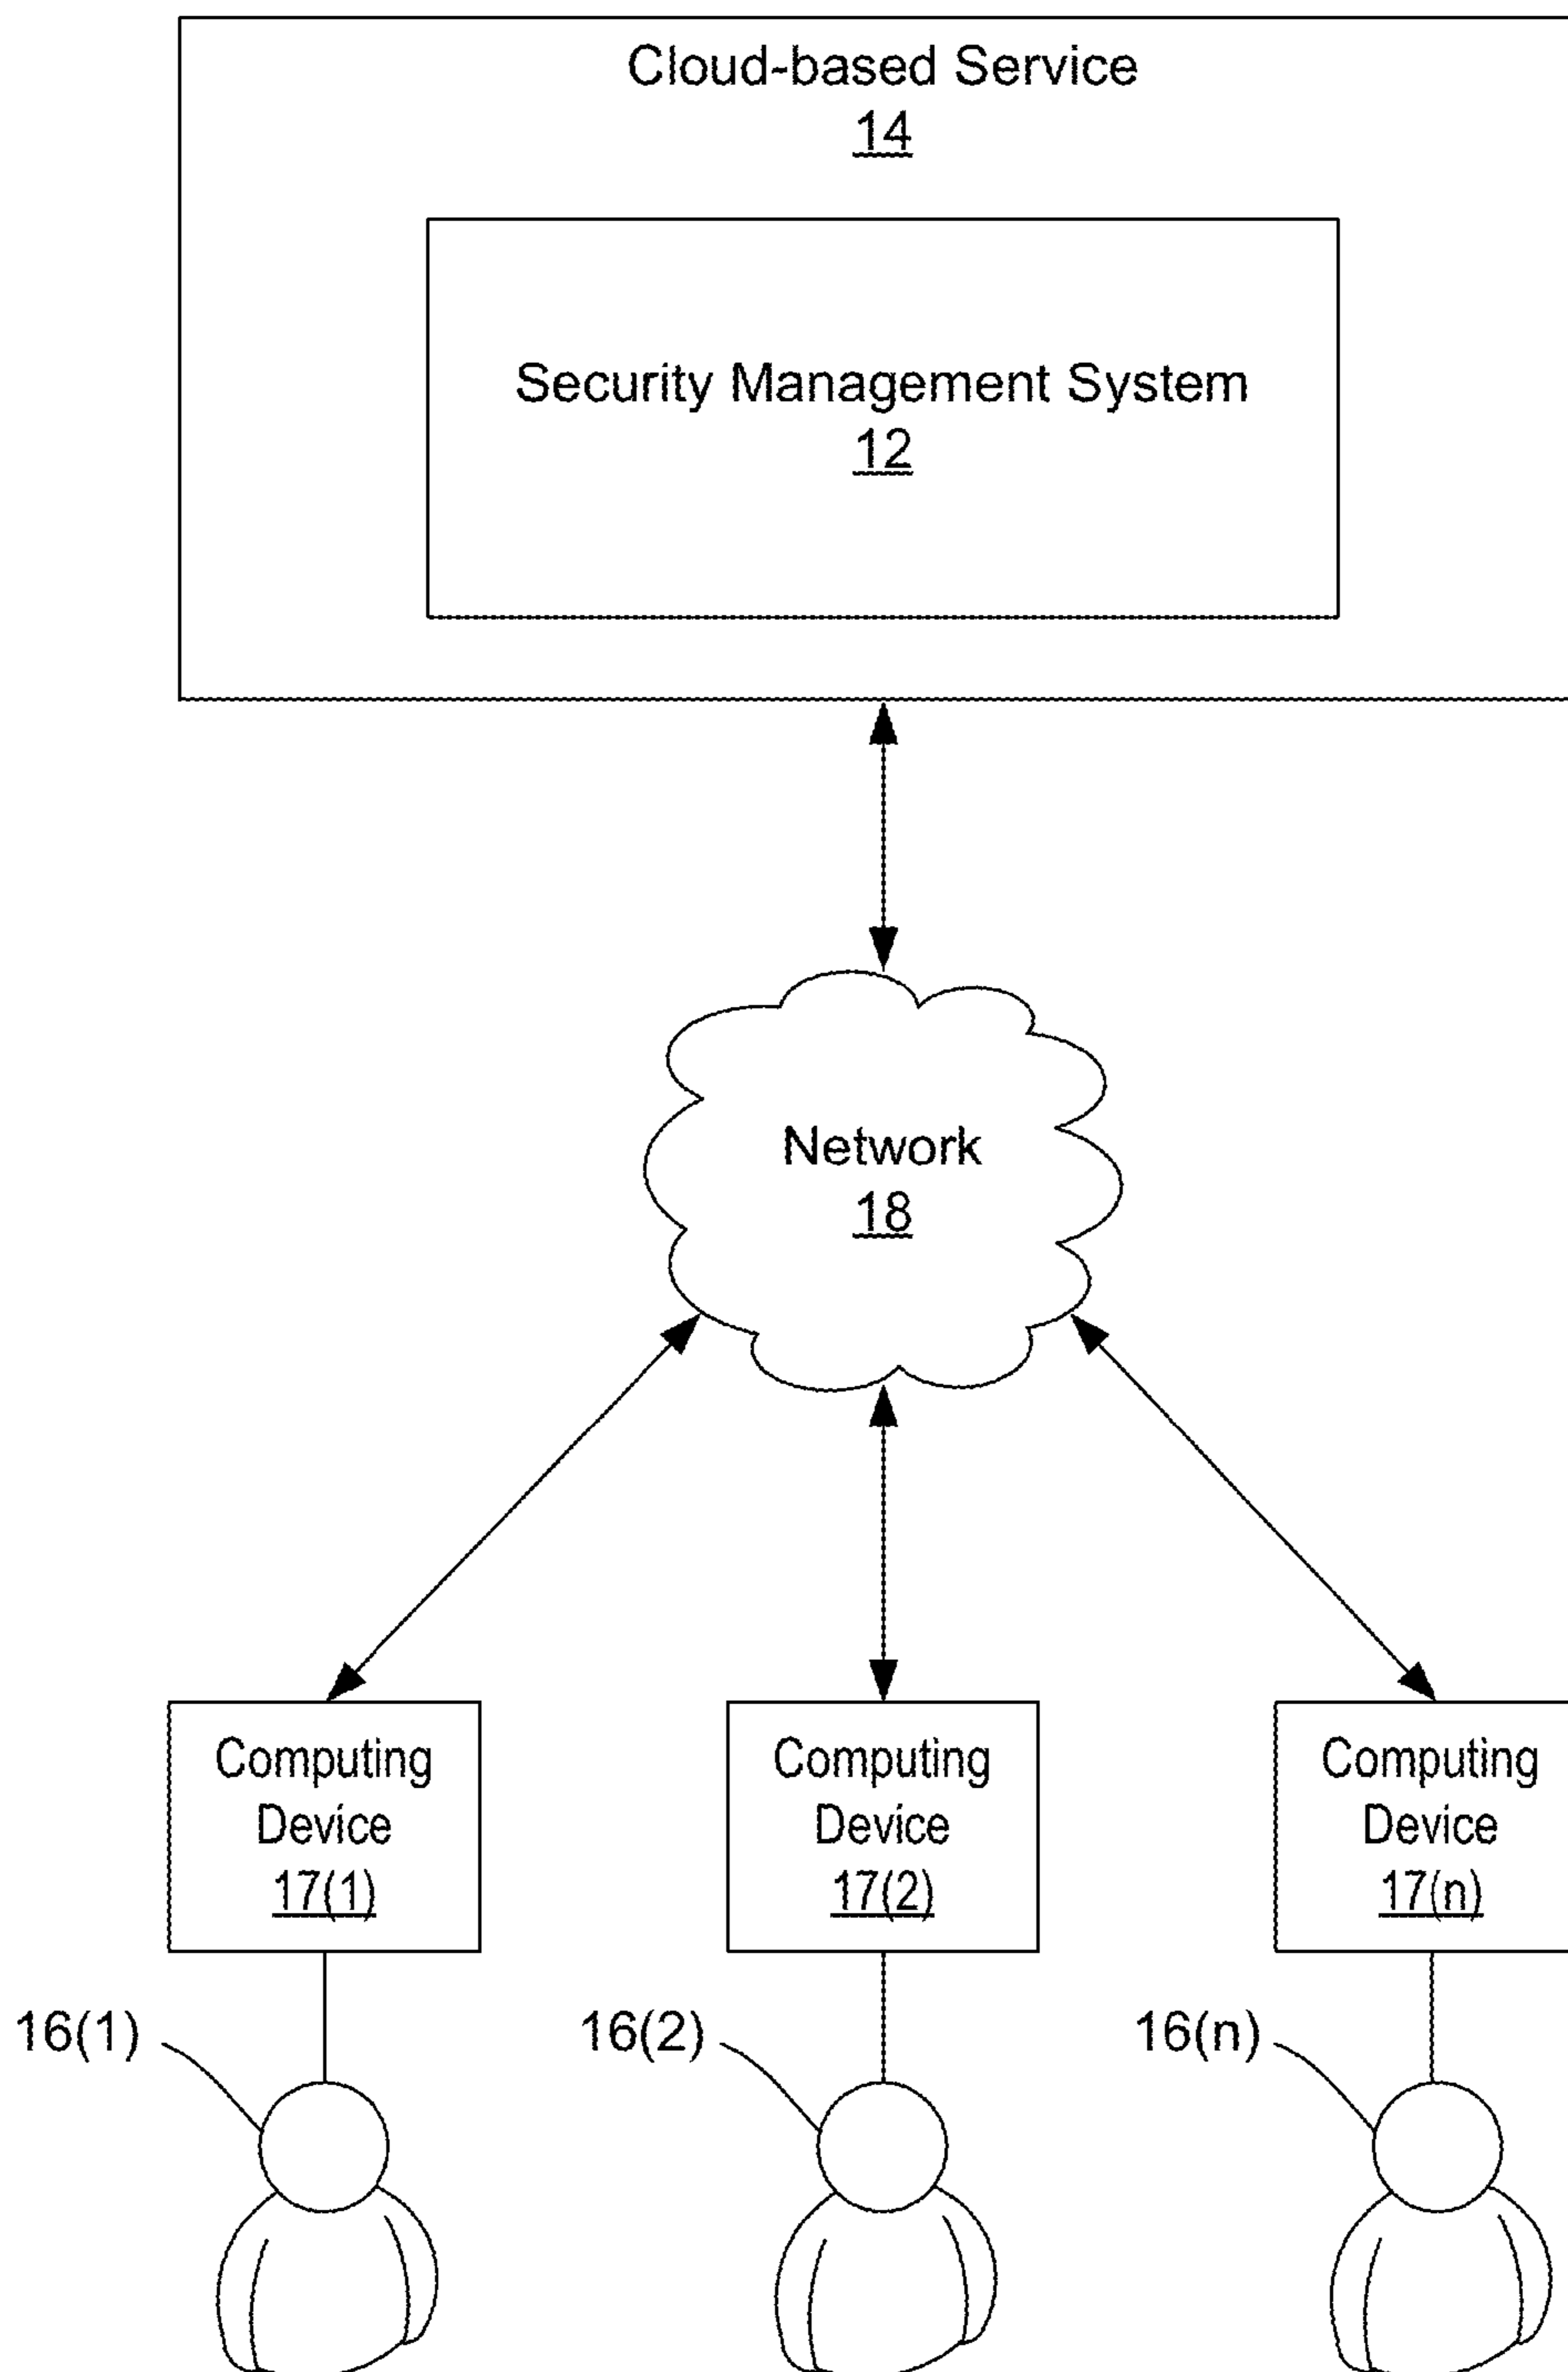 Cloud-based Service
14
Security Management System
12
Network
18
Computing
Device
17(1)
Computing
Device
17(2)
Computing
Device
17(n)
16(1)
16(2)
16(n)